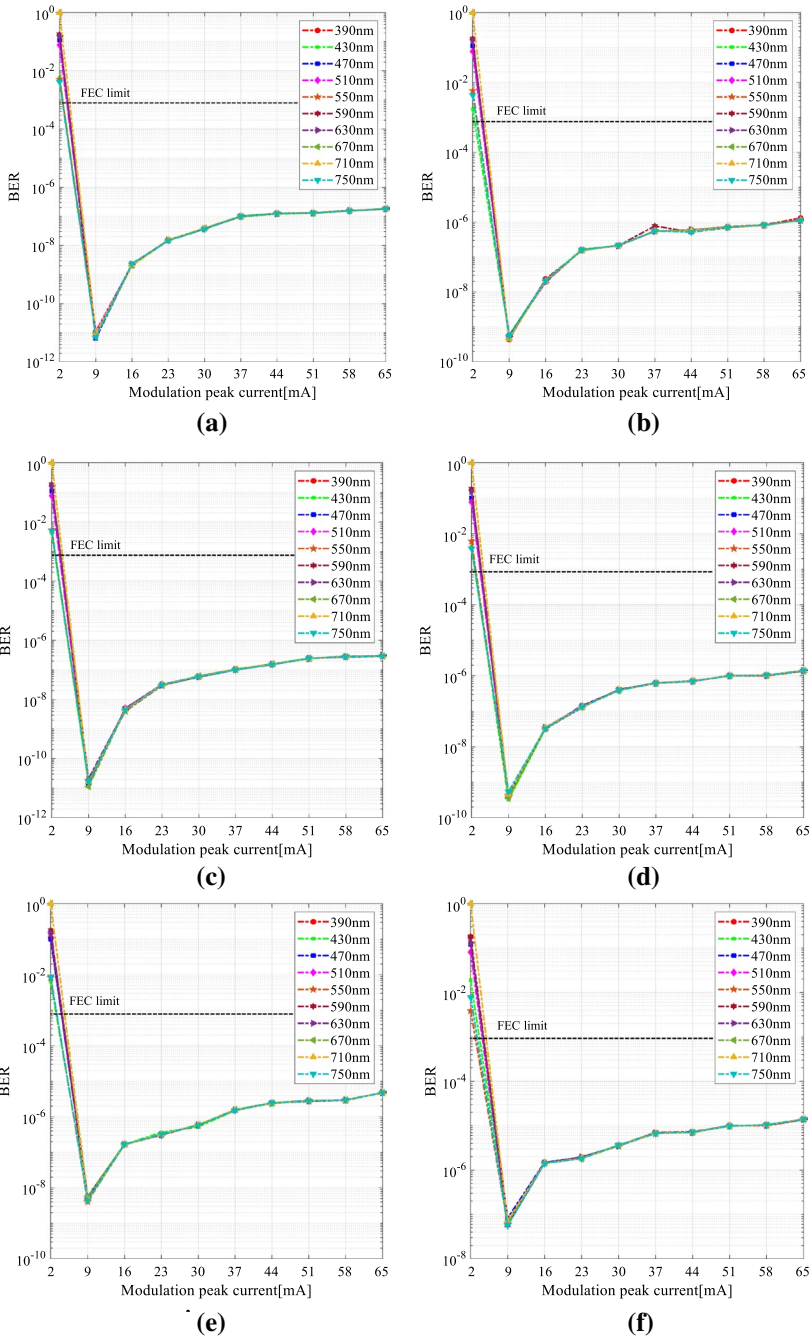 10^0
10^-2
10^-4
10^-6
10^-8
10^-10
10^-12
BER
FEC limit
390nm
430nm
470nm
510nm
550nm
590nm
630nm
670nm
710nm
750nm
2 9 16 23 30 37 44 51 58 65
Modulation peak current[mA]
(a)
10^0
10^-2
10^-4
10^-6
10^-8
10^-10
BER
FEC limit
390nm
430nm
470nm
510nm
550nm
590nm
630nm
670nm
710nm
750nm
2 9 16 23 30 37 44 51 58 65
Modulation peak current[mA]
(b)
10^0
10^-2
10^-4
10^-6
10^-8
10^-10
10^-12
BER
FEC limit
390nm
430nm
470nm
510nm
550nm
590nm
630nm
670nm
710nm
750nm
2 9 16 23 30 37 44 51 58 65
Modulation peak current[mA]
(c)
10^0
10^-2
10^-4
10^-6
10^-8
10^-10
BER
FEC limit
390nm
430nm
470nm
510nm
550nm
590nm
630nm
670nm
710nm
750nm
2 9 16 23 30 37 44 51 58 65
Modulation peak current[mA]
(d)
10^0
10^-2
10^-4
10^-6
10^-8
10^-10
BER
FEC limit
390nm
430nm
470nm
510nm
550nm
590nm
630nm
670nm
710nm
750nm
2 9 16 23 30 37 44 51 58 65
Modulation peak current[mA]
(e)
10^0
10^-2
10^-4
10^-6
10^-8
BER
FEC limit
390nm
430nm
470nm
510nm
550nm
590nm
630nm
670nm
710nm
750nm
2 9 16 23 30 37 44 51 58 65
Modulation peak current[mA]
(f)